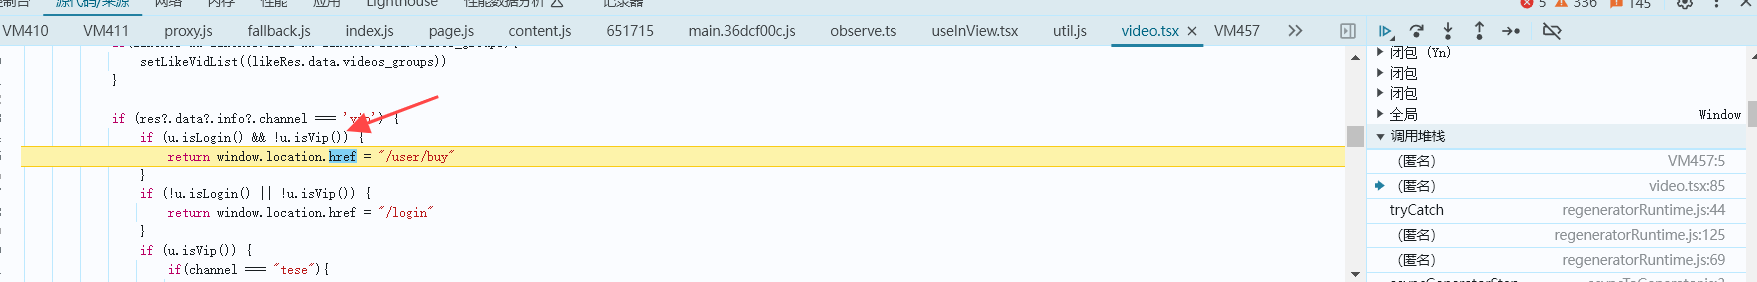 源代码/来源 网络 内存 性能 应用 Lighthouse 性能数据分析 记录器 5 336 145
VM410 VM411 proxy.js fallback.js index.js page.js content.js 651715 main.36dcf00c.js observe.ts useInView.tsx util.js video.tsx VM457
setLikeVidList((likeRes.data.videos_groups))
}
if (res?.data?.info?.channel === 'vip') {
if (u.isLogin() && !u.isVip()) {
return window.location.href = "/user/buy"
}
if (!u.isLogin() || !u.isVip()) {
return window.location.href = "/login"
}
if (u.isVip()) {
if(channel === "tese"){
闭包 (Yn)
闭包
闭包
全局 Window
调用堆栈
(匿名) VM457:5
(匿名) video.tsx:85
tryCatch regeneratorRuntime.js:44
(匿名) regeneratorRuntime.js:125
(匿名) regeneratorRuntime.js:69